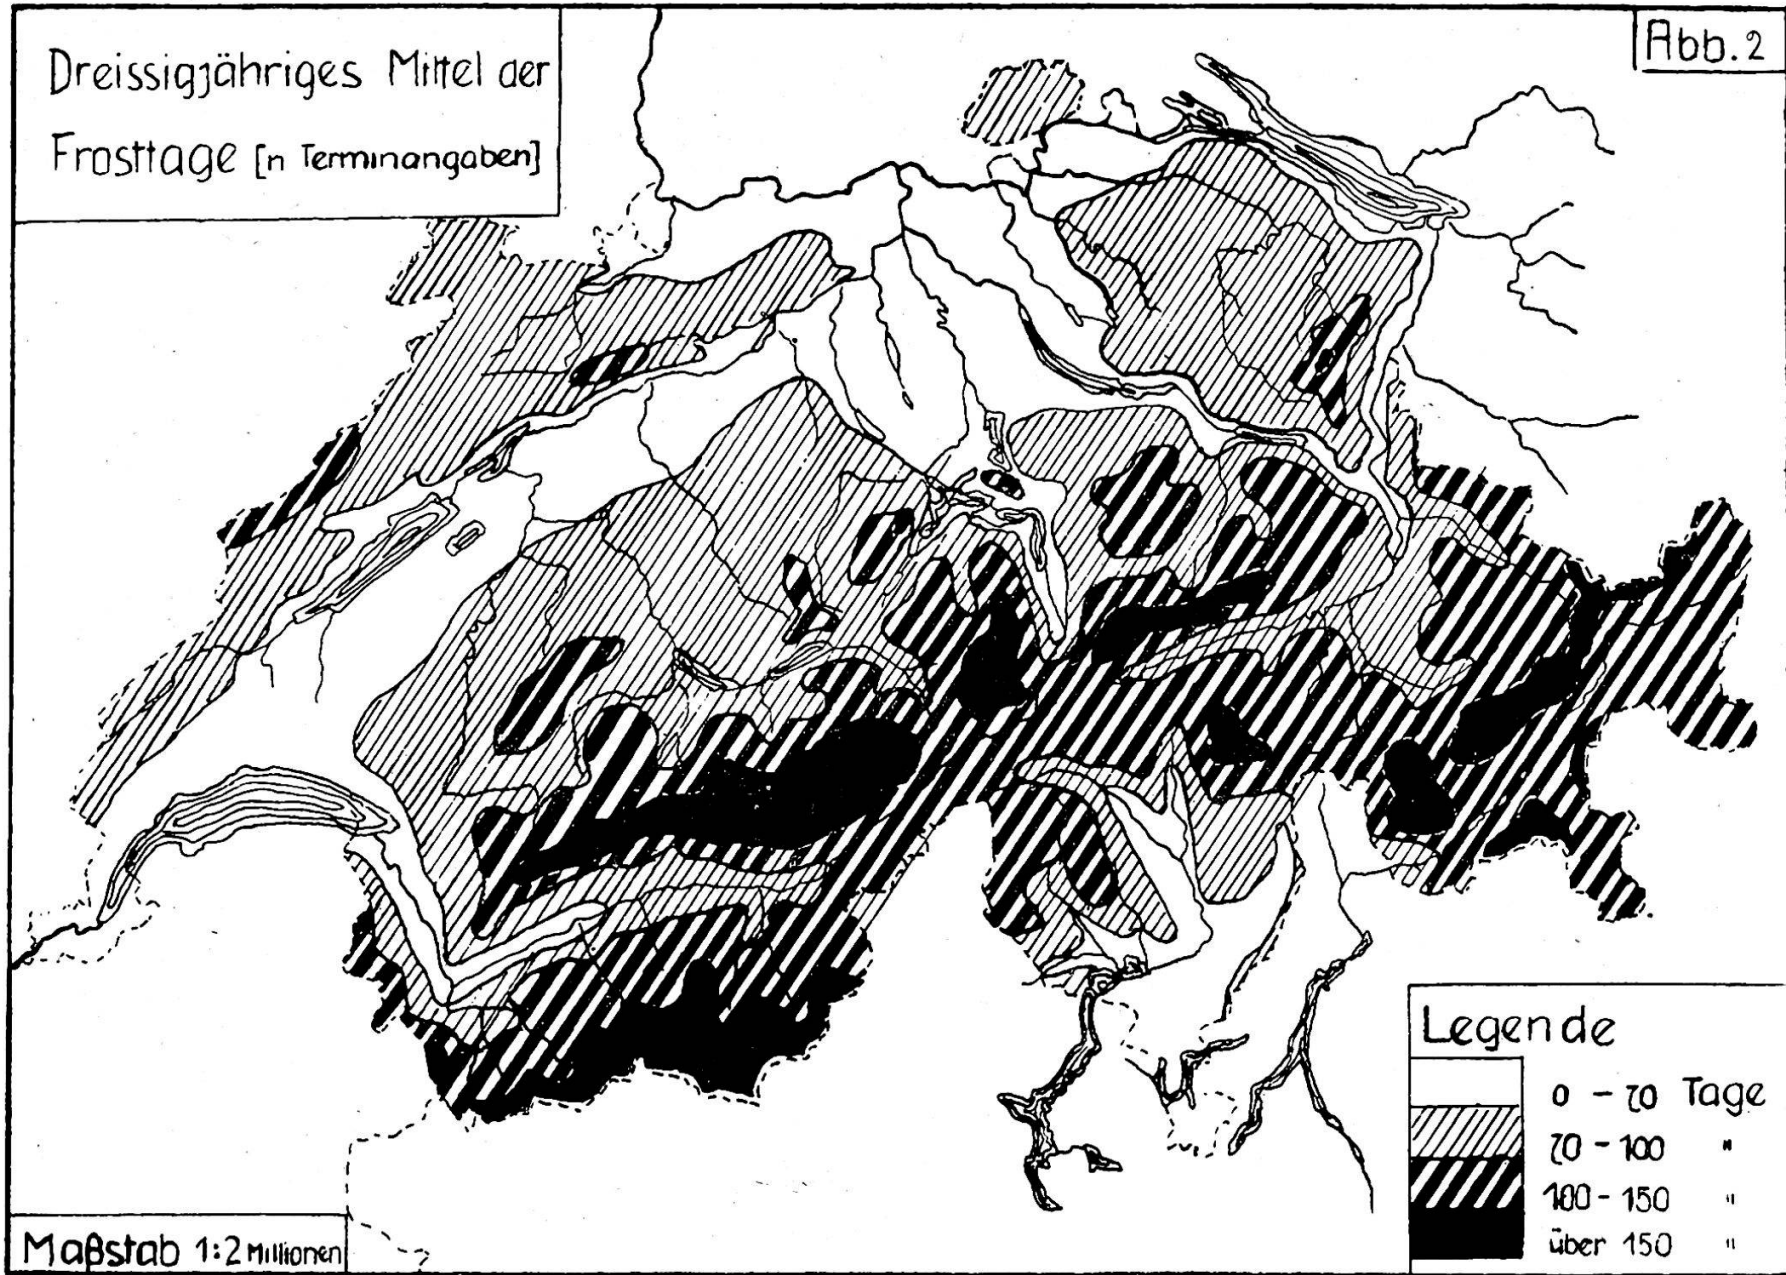 Dreissigjähriges Mittel der
Frosttage [n Terminangaben]
Abb. 2
Legende
0 - 70 Tage
70 - 100 "
100 - 150 "
über 150 "
Maßstab 1:2 Millionen